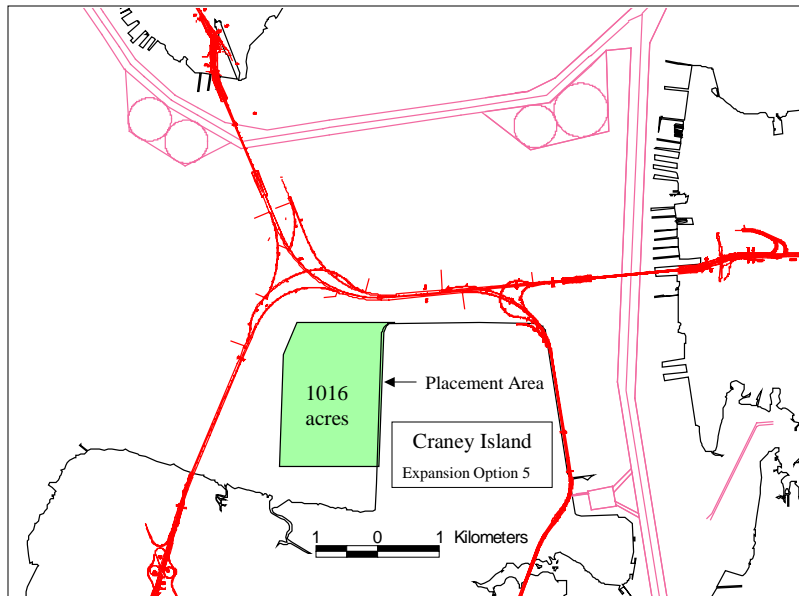 1016
acres
Placement Area
Craney Island
Expansion Option 5
1 0 1 Kilometers